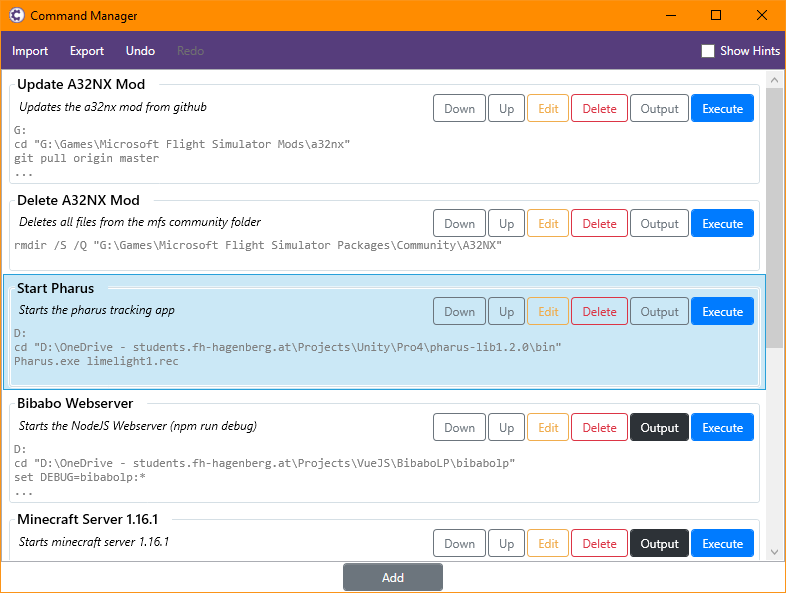 Command Manager
Import Export Undo Redo Show Hints
Update A32NX Mod
Updates the a32nx mod from github
Down Up Edit Delete Output Execute
G:
cd "G:\Games\Microsoft Flight Simulator Mods\a32nx"
git pull origin master
...
Delete A32NX Mod
Deletes all files from the mfs community folder
Down Up Edit Delete Output Execute
rmdir /S /Q "G:\Games\Microsoft Flight Simulator Packages\Community\A32NX"
Start Pharus
Starts the pharus tracking app
Down Up Edit Delete Output Execute
D:
cd "D:\OneDrive - students.fh-hagenberg.at\Projects\Unity\Pro4\pharus-lib1.2.0\bin"
Pharus.exe limelight1.rec
Bibabo Webserver
Starts the NodeJS Webserver (npm run debug)
Down Up Edit Delete Output Execute
D:
cd "D:\OneDrive - students.fh-hagenberg.at\Projects\VueJS\BibaboLP\bibabolp"
set DEBUG=bibabolp:*
...
Minecraft Server 1.16.1
Starts minecraft server 1.16.1
Down Up Edit Delete Output Execute
Add